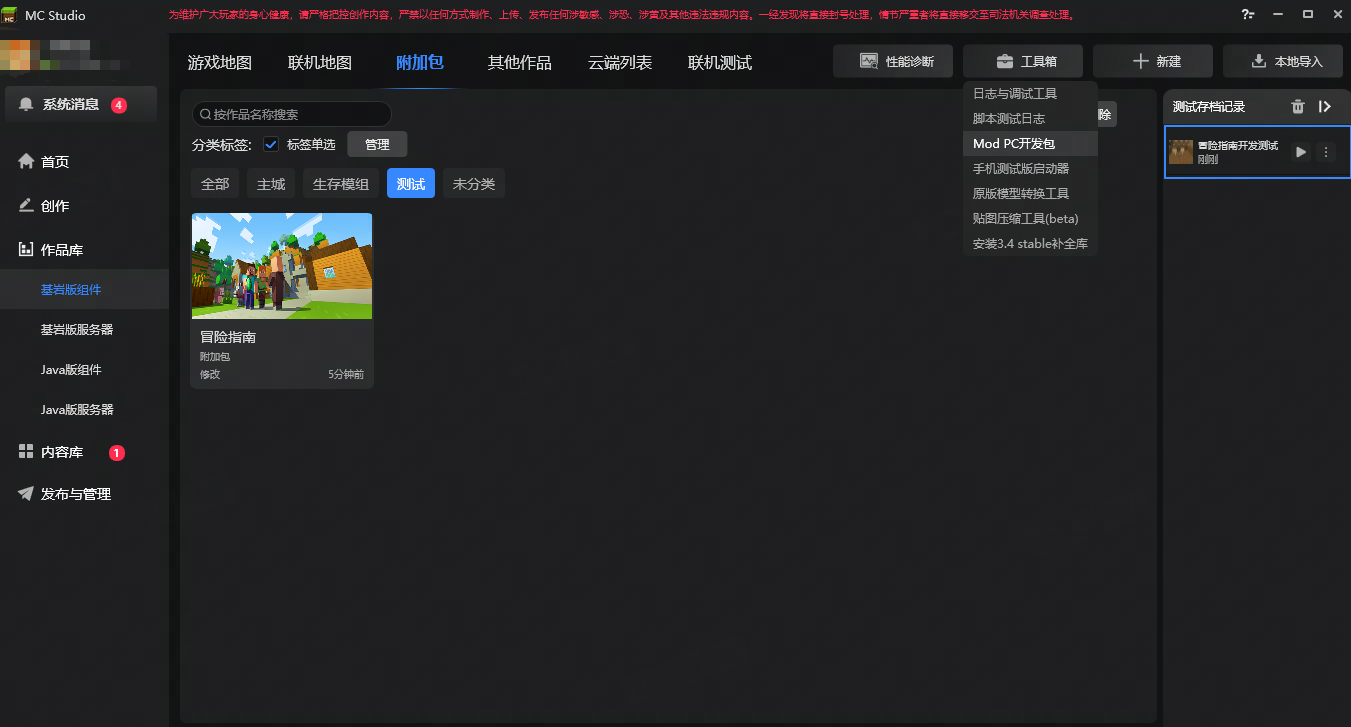 MC Studio
为维护广大玩家的身心健康，请严格把控创作内容，严禁以任何方式制作、上传、发布任何涉敏感、涉恐、涉黄及其他违法违规内容。一经发现将直接封号处理，情节严重者将直接移交至司法机关调查处理。
游戏地图 联机地图 附加包 其他作品 云端列表 联机测试
性能诊断 工具箱 新建 本地导入
系统消息 4
首页
创作
作品库
基岩版组件
基岩版服务器
Java版组件
Java版服务器
内容库 1
发布与管理
按作品名称搜索
分类标签: 标签单选 管理
全部 主城 生存模组 测试 未分类
冒险指南
附加包
修改 5分钟前
日志与调试工具
脚本测试日志
Mod PC开发包
手机测试版启动器
原版模型转换工具
贴图压缩工具(beta)
安装3.4 stable补全库
除
测试存档记录
冒险指南开发测试
刚刚